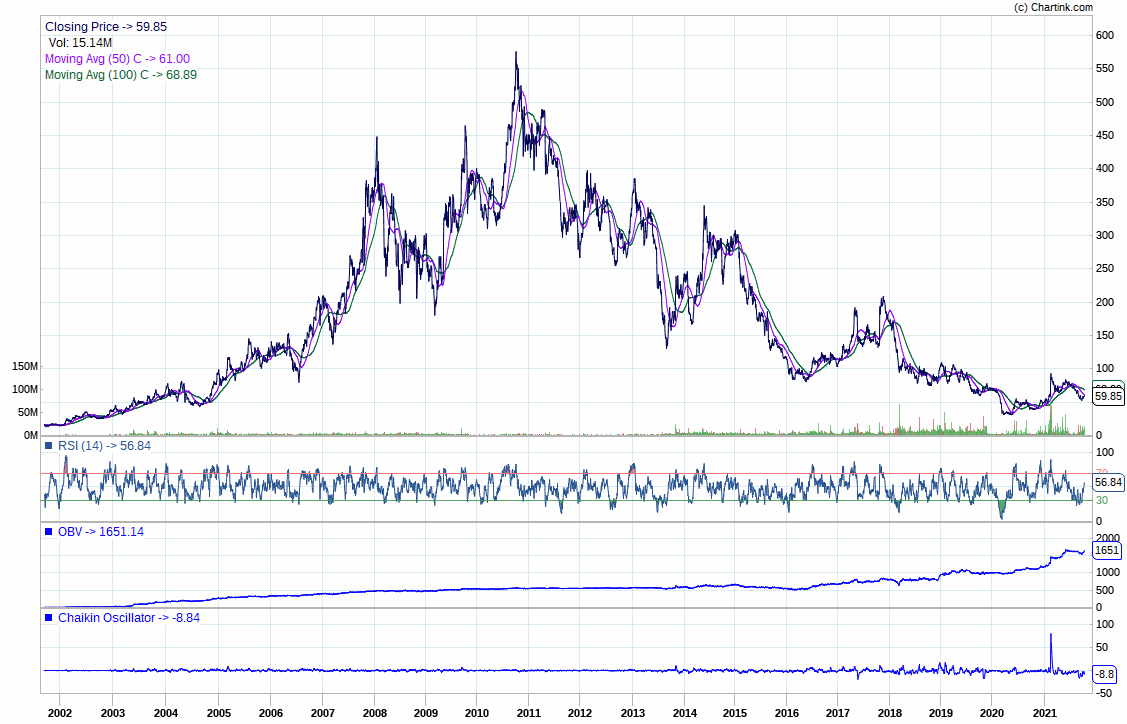 (c) Chartink.com
Closing Price -> 59.85
Vol: 15.14M
Moving Avg (50) C -> 61.00
Moving Avg (100) C -> 68.89
600
550
500
450
400
350
300
250
200
150
100
59.85
0
150M
100M
50M
0M
RSI (14) -> 56.84
100
70
56.84
30
0
OBV -> 1651.14
2000
1651
1000
500
0
Chaikin Oscillator -> -8.84
100
50
-8.8
-50
2002 2003 2004 2005 2006 2007 2008 2009 2010 2011 2012 2013 2014 2015 2016 2017 2018 2019 2020 2021